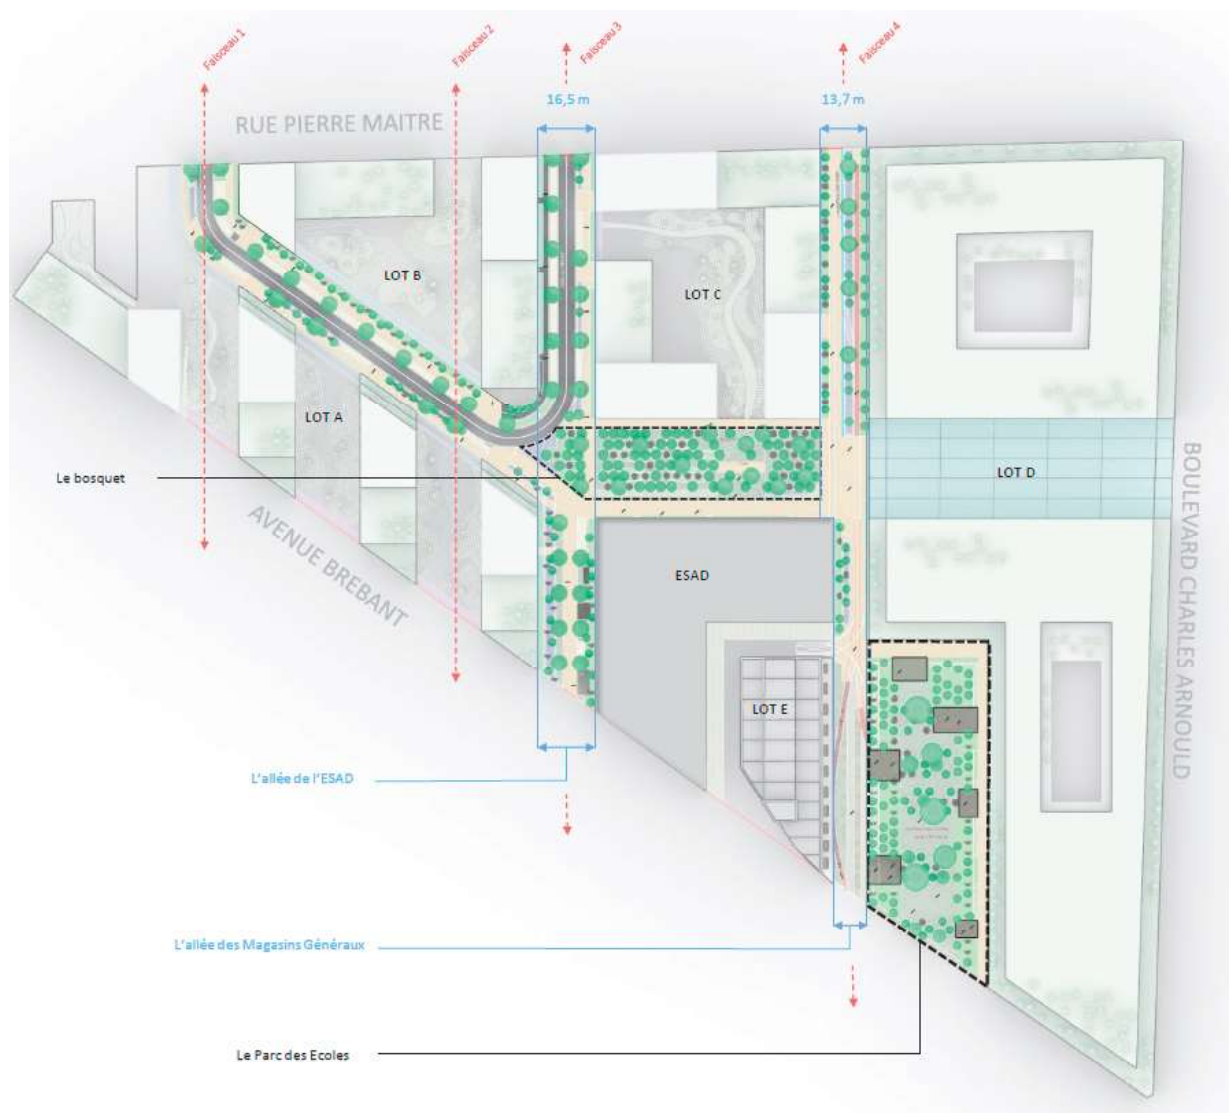 Faisceau 1
Faisceau 2
Faisceau 3
Faisceau 4
16,5 m
13,7 m
RUE PIERRE MAITRE
LOT B
LOT C
LOT A
LOT D
Le bosquet
AVENUE BREBANT
BOULEVARD CHARLES ARNOULD
ESAD
LOT E
L'allée de l'ESAD
L'allée des Magasins Généraux
Le Parc des Ecoles